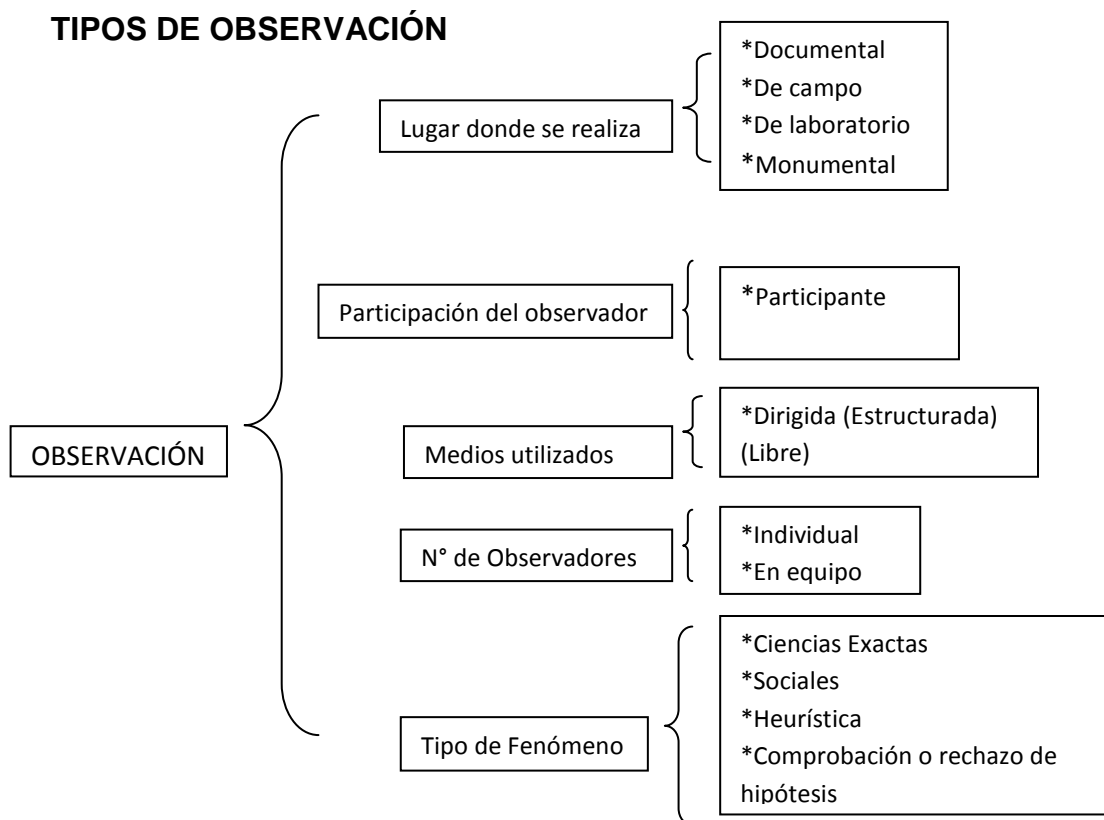 TIPOS DE OBSERVACIÓN
OBSERVACIÓN
Lugar donde se realiza
*Documental
*De campo
*De laboratorio
*Monumental
Participación del observador
*Participante
Medios utilizados
*Dirigida (Estructurada)
(Libre)
N° de Observadores
*Individual
*En equipo
Tipo de Fenómeno
*Ciencias Exactas
*Sociales
*Heurística
*Comprobación o rechazo de
hipótesis